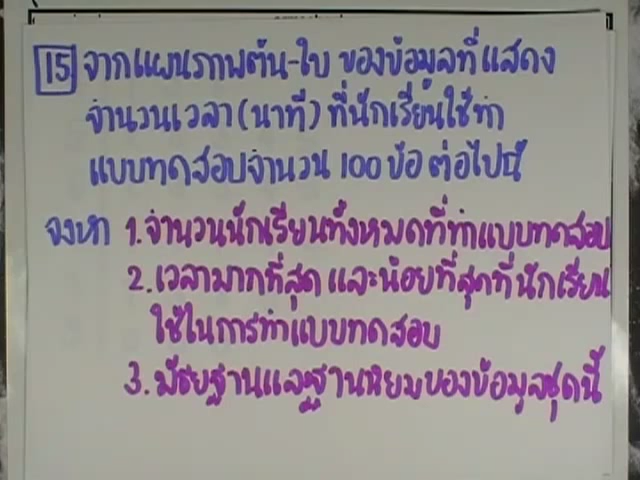 15 จากแผนภาพต้น-ใบ ของข้อมูลที่แสดง
จำนวนเวลา(นาที) ที่นักเรียนใช้ทำ
แบบทดสอบจำนวน 100 ข้อ ต่อไปนี้
จงหา 1. จำนวนนักเรียนทั้งหมดที่ทำแบบทดสอบ
2. เวลามากที่สุด และน้อยที่สุดที่นักเรียน
ใช้ในการทำแบบทดสอบ
3. มัธยฐานและฐานนิยมของข้อมูลชุดนี้